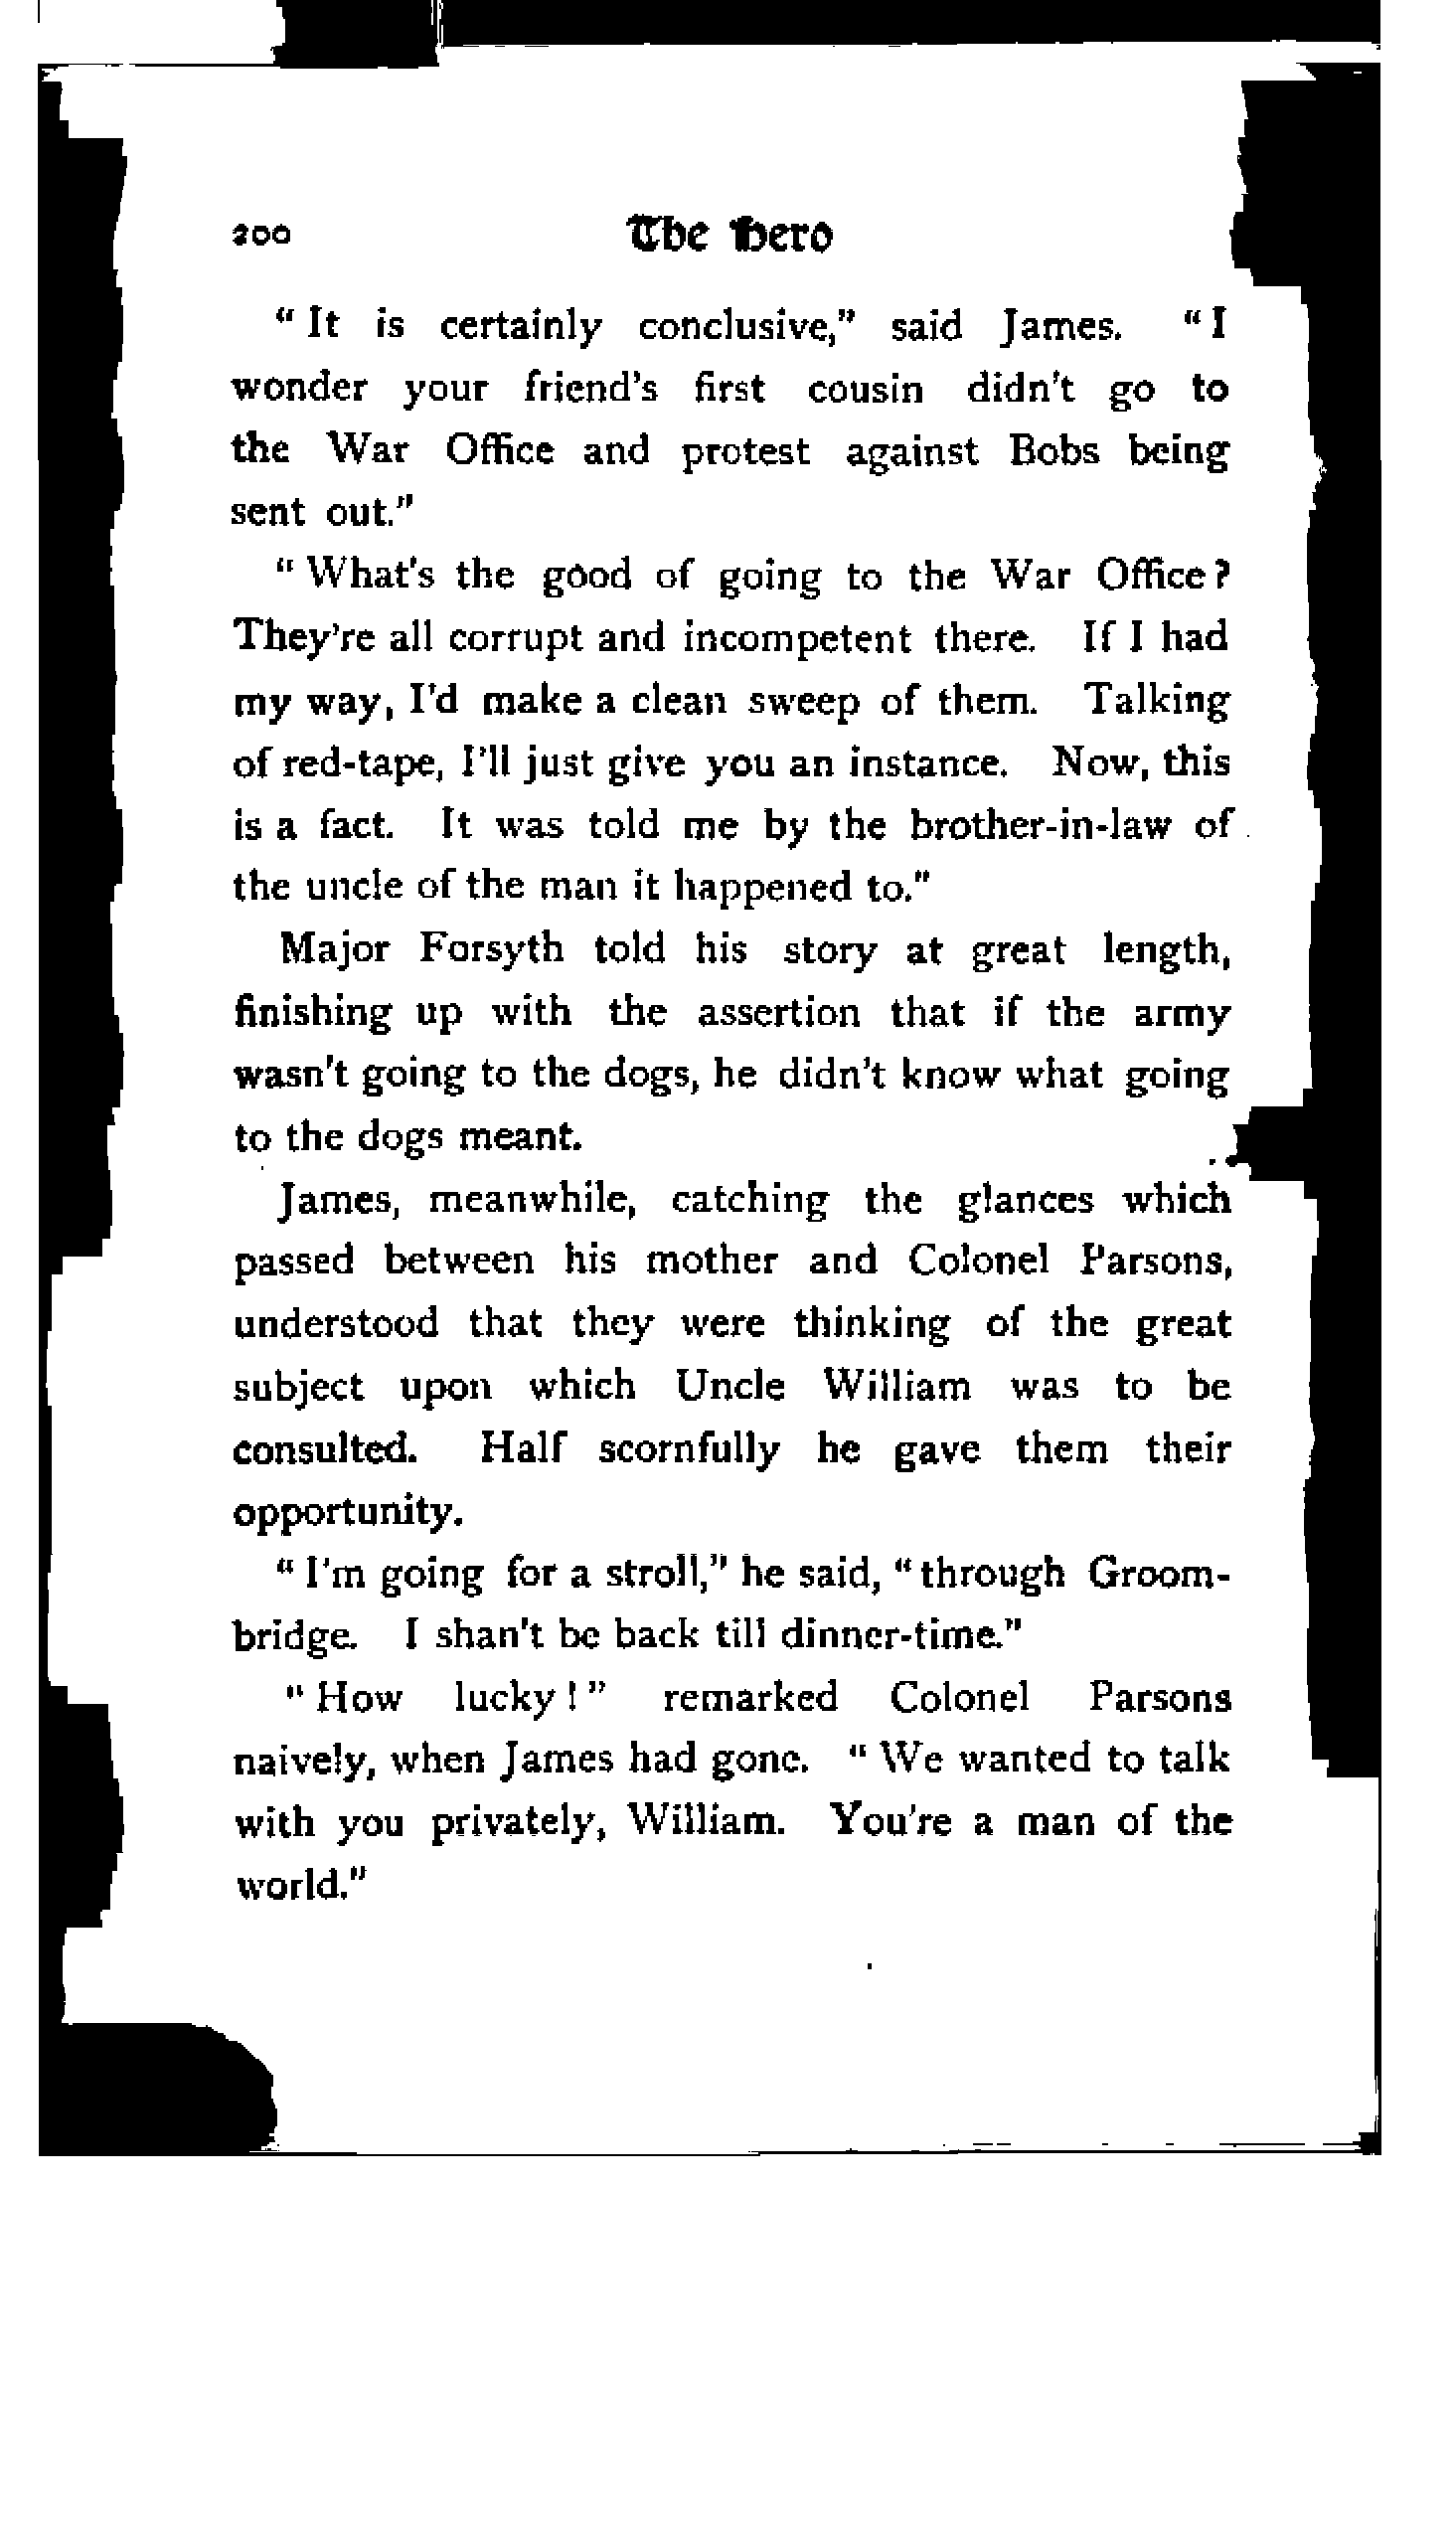 200 The Hero
"It is certainly conclusive," said James. "I
wonder your friend's first cousin didn't go to
the War Office and protest against Bobs being
sent out."
"What's the good of going to the War Office?
They're all corrupt and incompetent there. If I had
my way, I'd make a clean sweep of them. Talking
of red-tape, I'll just give you an instance. Now, this
is a fact. It was told me by the brother-in-law of
the uncle of the man it happened to."
Major Forsyth told his story at great length,
finishing up with the assertion that if the army
wasn't going to the dogs, he didn't know what going
to the dogs meant.
James, meanwhile, catching the glances which
passed between his mother and Colonel Parsons,
understood that they were thinking of the great
subject upon which Uncle William was to be
consulted. Half scornfully he gave them their
opportunity.
"I'm going for a stroll," he said, "through Groom-
bridge. I shan't be back till dinner-time."
"How lucky!" remarked Colonel Parsons
naively, when James had gone. "We wanted to talk
with you privately, William. You're a man of the
world."